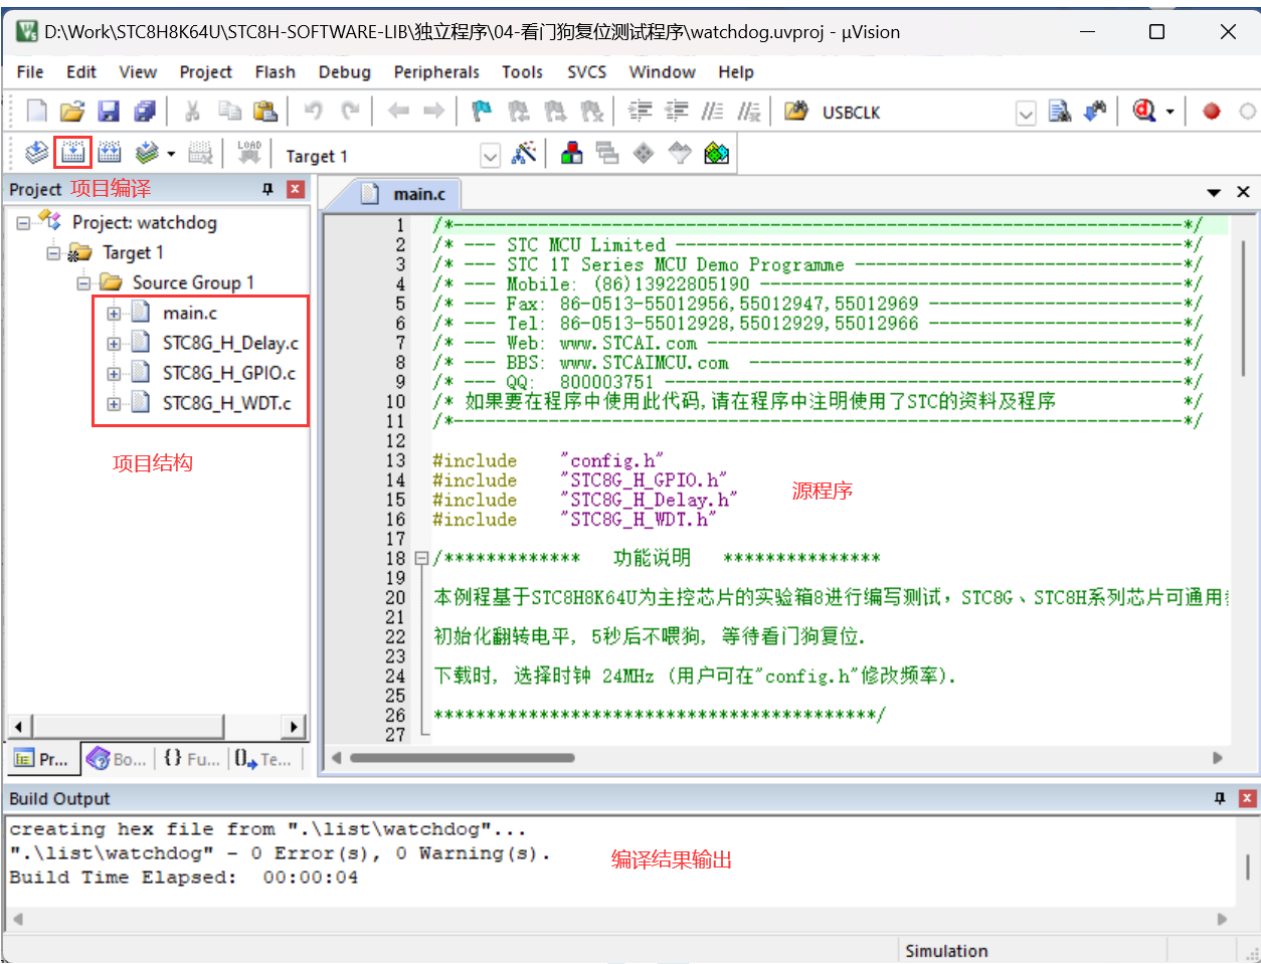 D:\Work\STC8H8K64U\STC8H-SOFTWARE-LIB\独立程序\04-看门狗复位测试程序\watchdog.uvproj - µVision
File Edit View Project Flash Debug Peripherals Tools SVCS Window Help
USBCLK
LOAD Target 1
Project 项目编译
main.c
Project: watchdog
Target 1
Source Group 1
main.c
STC8G_H_Delay.c
STC8G_H_GPIO.c
STC8G_H_WDT.c
项目结构
1 /*---------------------------------------------------------------------*/
2 /* --- STC MCU Limited ------------------------------------------------*/
3 /* --- STC 1T Series MCU Demo Programme -------------------------------*/
4 /* --- Mobile: (86)13922805190 ----------------------------------------*/
5 /* --- Fax: 86-0513-55012956,55012947,55012969 ------------------------*/
6 /* --- Tel: 86-0513-55012928,55012929,55012966 ------------------------*/
7 /* --- Web: www.STCAI.com ---------------------------------------------*/
8 /* --- BBS: www.STCAIMCU.com  -----------------------------------------*/
9 /* --- QQ:  800003751 -------------------------------------------------*/
10 /* 如果要在程序中使用此代码,请在程序中注明使用了STC的资料及程序            */
11 /*---------------------------------------------------------------------*/
12
13 #include "config.h"
14 #include "STC8G_H_GPIO.h"
15 #include "STC8G_H_Delay.h"
16 #include "STC8G_H_WDT.h"
源程序
17
18 /************* 功能说明 ***************
19
20 本例程基于STC8H8K64U为主控芯片的实验箱8进行编写测试，STC8G、STC8H系列芯片可通用
21
22 初始化翻转电平, 5秒后不喂狗, 等待看门狗复位.
23
24 下载时, 选择时钟 24MHz (用户可在"config.h"修改频率).
25
26 ******************************************/
27
Pr... Bo... {} Fu... Te...
Build Output
creating hex file from ".\list\watchdog"...
".\list\watchdog" - 0 Error(s), 0 Warning(s).
编译结果输出
Build Time Elapsed:  00:00:04
Simulation